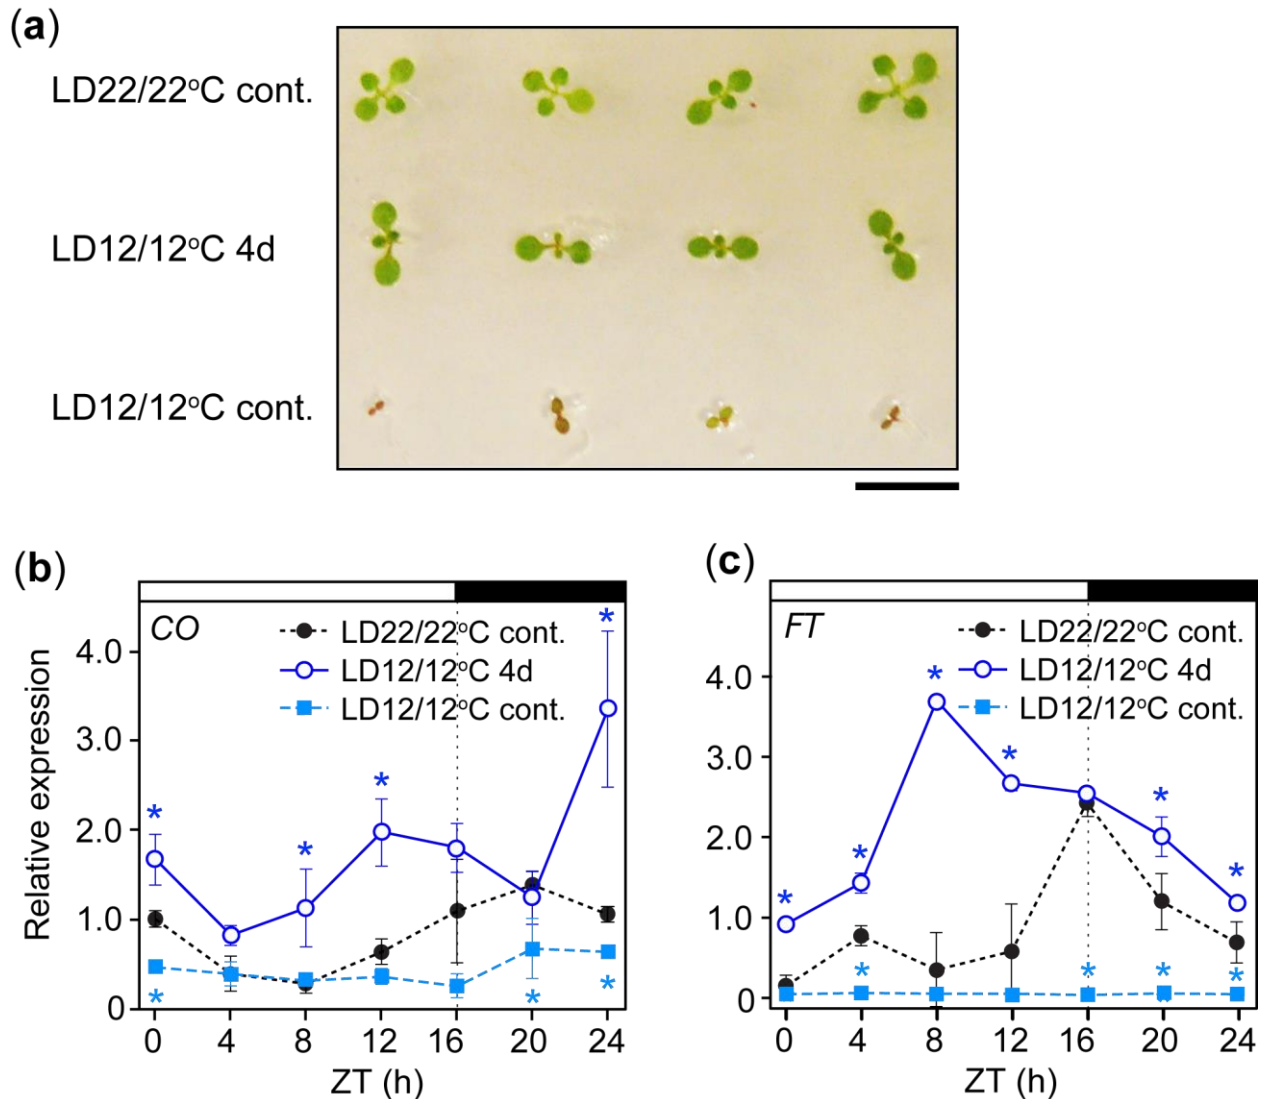 (a)
LD22/22°C cont.
LD12/12°C 4d
LD12/12°C cont.
(b)
CO
LD22/22°C cont.
LD12/12°C 4d
LD12/12°C cont.
*
*
*
*
*
*
*
Relative expression
4.0
3.0
2.0
1.0
0
0 4 8 12 16 20 24
ZT (h)
(c)
FT
LD22/22°C cont.
LD12/12°C 4d
LD12/12°C cont.
*
*
*
*
*
*
*
*
*
*
4.0
3.0
2.0
1.0
0
0 4 8 12 16 20 24
ZT (h)